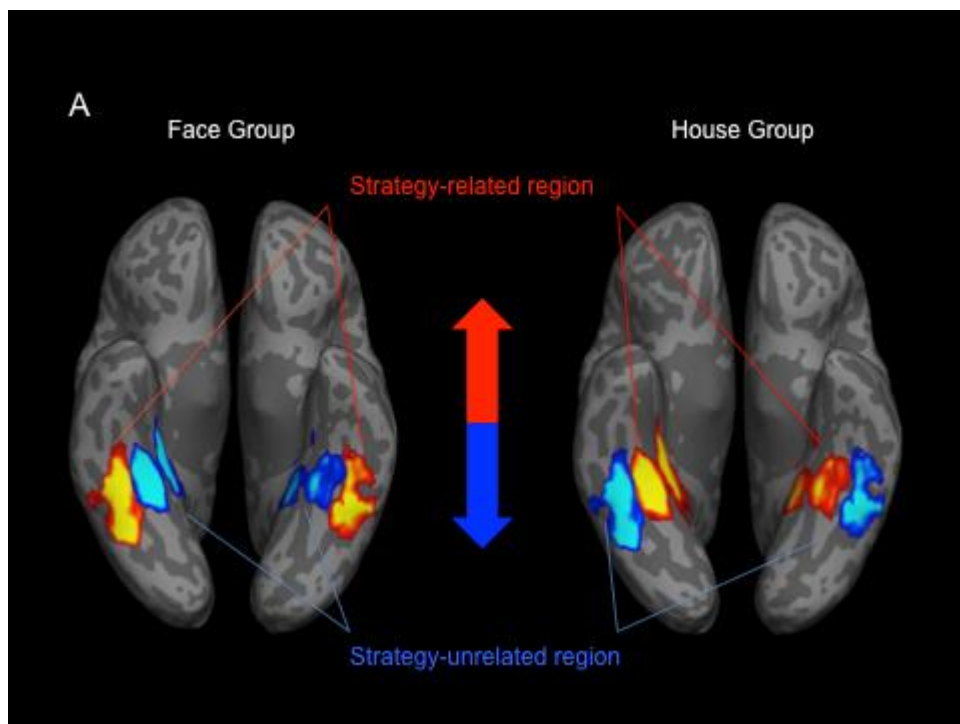 A
Face Group
House Group
Strategy-related region
Strategy-unrelated region